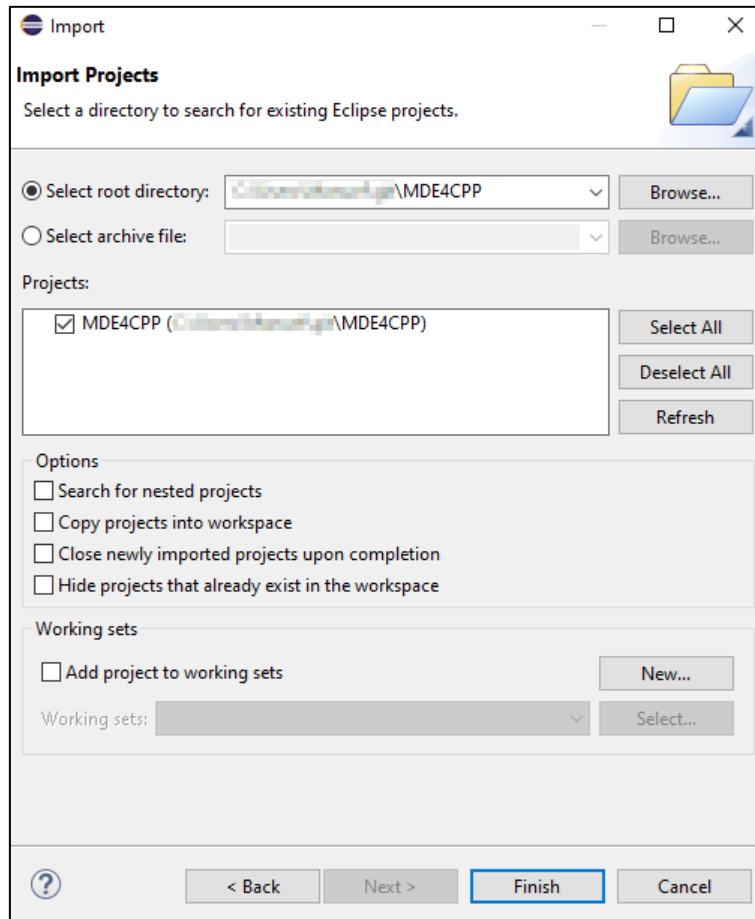 Import
Import Projects
Select a directory to search for existing Eclipse projects.
Select root directory: \MDE4CPP Browse...
Select archive file: Browse...
Projects:
MDE4CPP ( \MDE4CPP)
Select All
Deselect All
Refresh
Options
Search for nested projects
Copy projects into workspace
Close newly imported projects upon completion
Hide projects that already exist in the workspace
Working sets
Add project to working sets New...
Working sets: Select...
? < Back Next > Finish Cancel